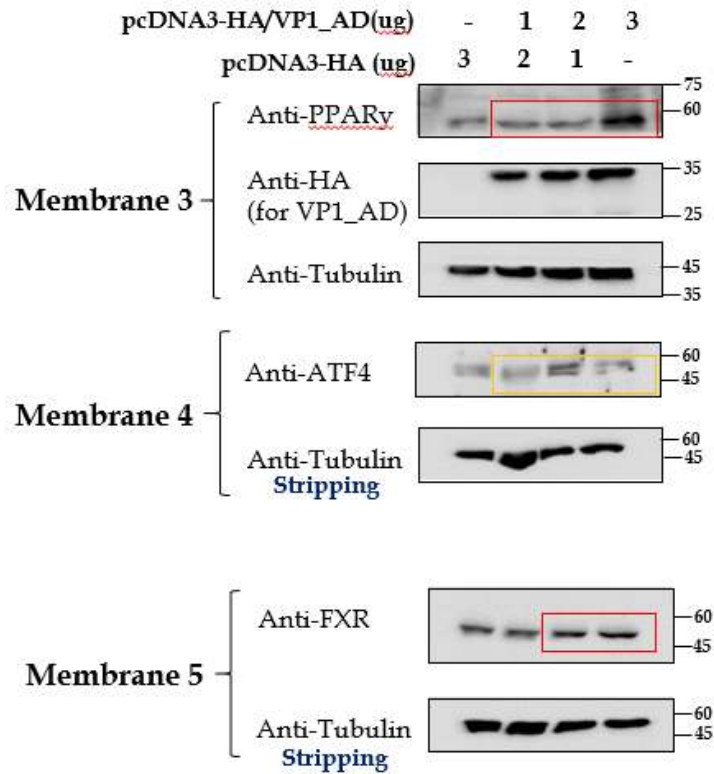 pcDNA3-HA/VP1_AD(ug) - 1 2 3
pcDNA3-HA (ug) 3 2 1 -
Anti-PPARγ
75
60
Membrane 3
Anti-HA
(for VP1_AD)
35
25
Anti-Tubulin
45
35
Anti-ATF4
60
45
Membrane 4
Anti-Tubulin
Stripping
60
45
Anti-FXR
60
45
Membrane 5
Anti-Tubulin
Stripping
60
45